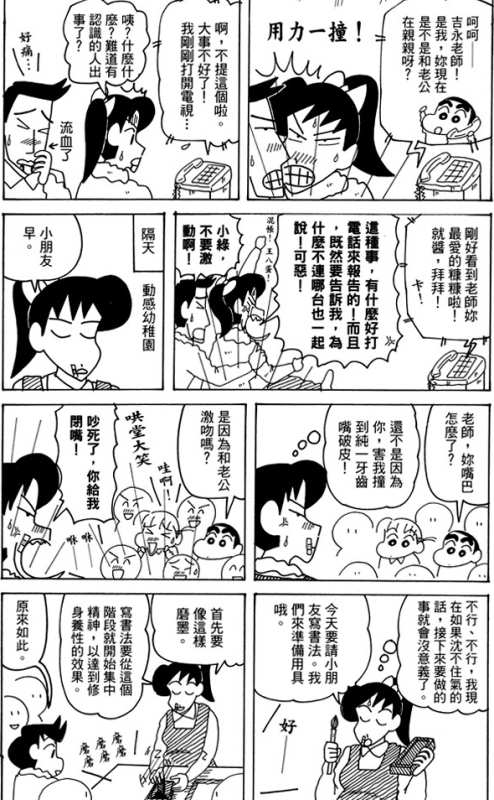 呵呵——
吉永老師！
是我，妳現在
是不是和老公
在親親呀？
用力一撞！
啊，不提這個啦。
大事不好了！
我剛剛打開電視…
咦？什麼什
麼？難道有
認識的人出
事了？
好痛…
流血了
剛好看到老師妳
最愛的糠糠啦！
就醬，拜拜！
這種事，有什麼好打
電話來報告的！而且
，既然要告訴我，為
什麼不連哪台也一起
說！可惡！
混帳！王八蛋！
小綠，
不要激
動啊！
隔天
動感幼稚園
小朋友
早。
老師，妳嘴巴
怎麼了？
還不是因為
你，害我撞
到純一牙齒
嘴破皮！
是因為和老公
激吻嗎？
哇啊
哄堂大笑
咻
咻
吵死了，你給我
閉嘴！
不行、不行，我現
在如果沈不住氣的
話，接下來要做的
事就會沒意義了。
今天要請小朋
友寫書法。我
們來準備用具
哦。
好
首先要
像這樣
磨墨。
寫書法要從這個
階段就開始集中
精神，以達到修
身養性的效果。
磨磨磨磨磨
原來如此。